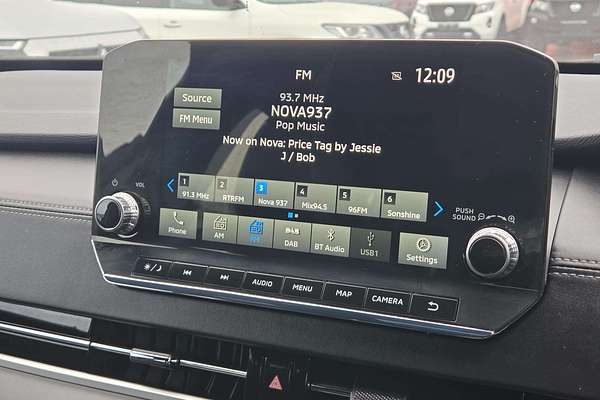 FM
12:09
Source
FM Menu
93.7 MHz
NOVA937
Pop Music
Now on Nova: Price Tag by Jessie
J / Bob
1 2 3 4 5 6
91.3 MHz RTRFM Nova 937 Mix94.5 96FM Sonshine
VOL
PUSH
SOUND
Phone AM FM DAB BT Audio USB1 Settings
AUDIO MENU MAP CAMERA